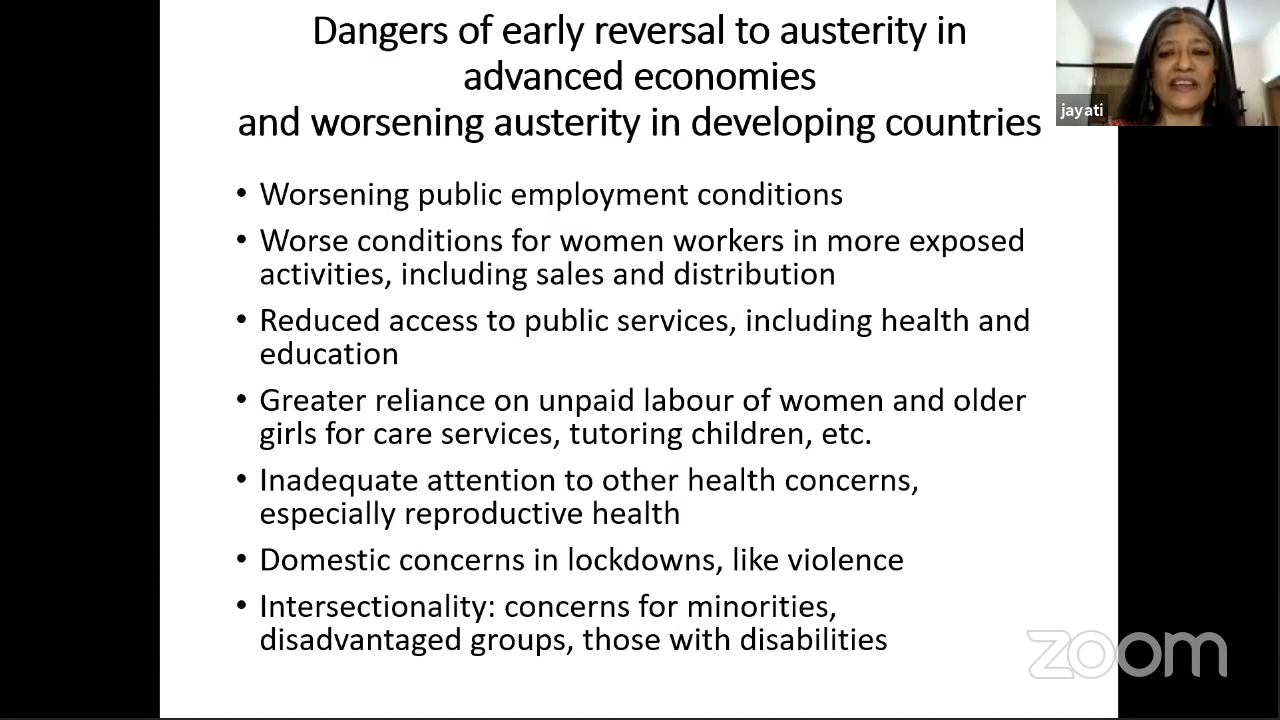 Dangers of early reversal to austerity in
advanced economies
and worsening austerity in developing countries
jayati
• Worsening public employment conditions
• Worse conditions for women workers in more exposed
activities, including sales and distribution
• Reduced access to public services, including health and
education
• Greater reliance on unpaid labour of women and older
girls for care services, tutoring children, etc.
• Inadequate attention to other health concerns,
especially reproductive health
• Domestic concerns in lockdowns, like violence
• Intersectionality: concerns for minorities,
disadvantaged groups, those with disabilities
zoom